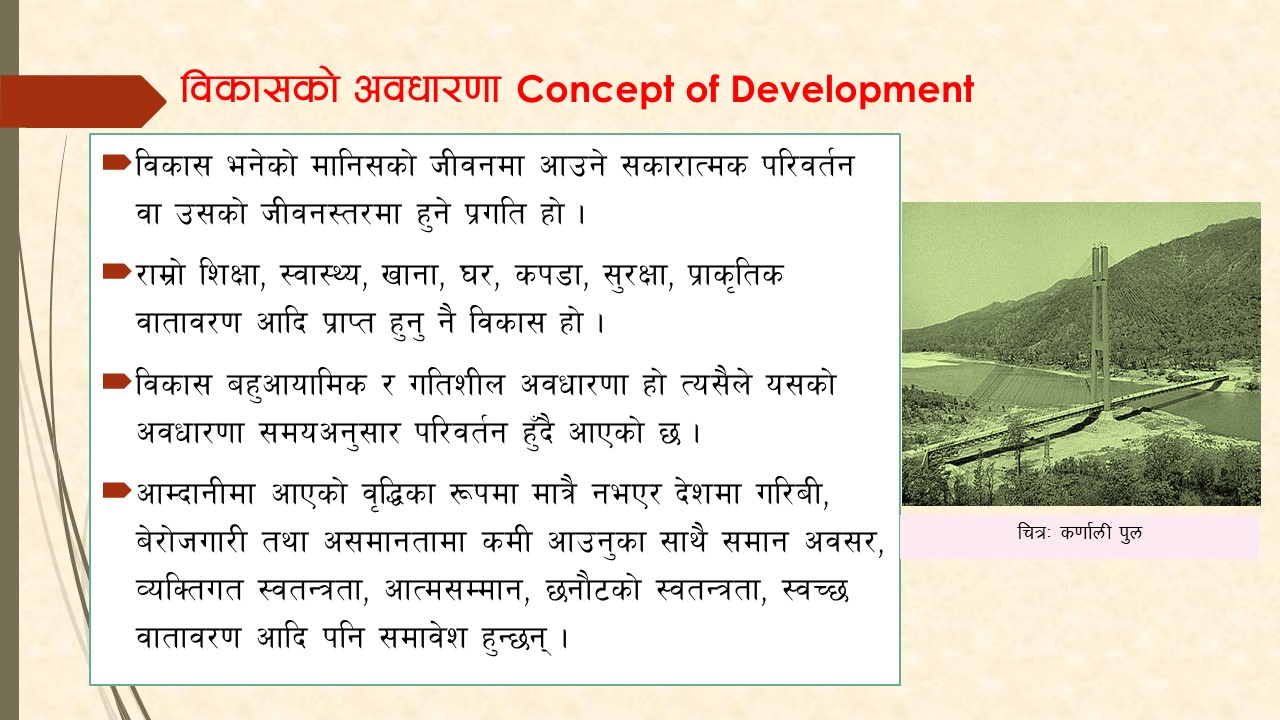 विकासको अवधारणा Concept of Development
विकास भनेको मानिसको जीवनमा आउने सकारात्मक परिवर्तन
वा उसको जीवनस्तरमा हुने प्रगति हो ।
राम्रो शिक्षा, स्वास्थ्य, खाना, घर, कपडा, सुरक्षा, प्राकृतिक
वातावरण आदि प्राप्त हुनु नै विकास हो ।
विकास बहुआयामिक र गतिशील अवधारणा हो त्यसैले यसको
अवधारणा समयअनुसार परिवर्तन हुँदै आएको छ ।
आम्दानीमा आएको वृद्धिका रूपमा मात्रै नभएर देशमा गरिबी,
बेरोजगारी तथा असमानतामा कमी आउनुका साथै समान अवसर,
व्यक्तिगत स्वतन्त्रता, आत्मसम्मान, छनौटको स्वतन्त्रता, स्वच्छ
वातावरण आदि पनि समावेश हुन्छन् ।
चित्रः कर्णाली पुल